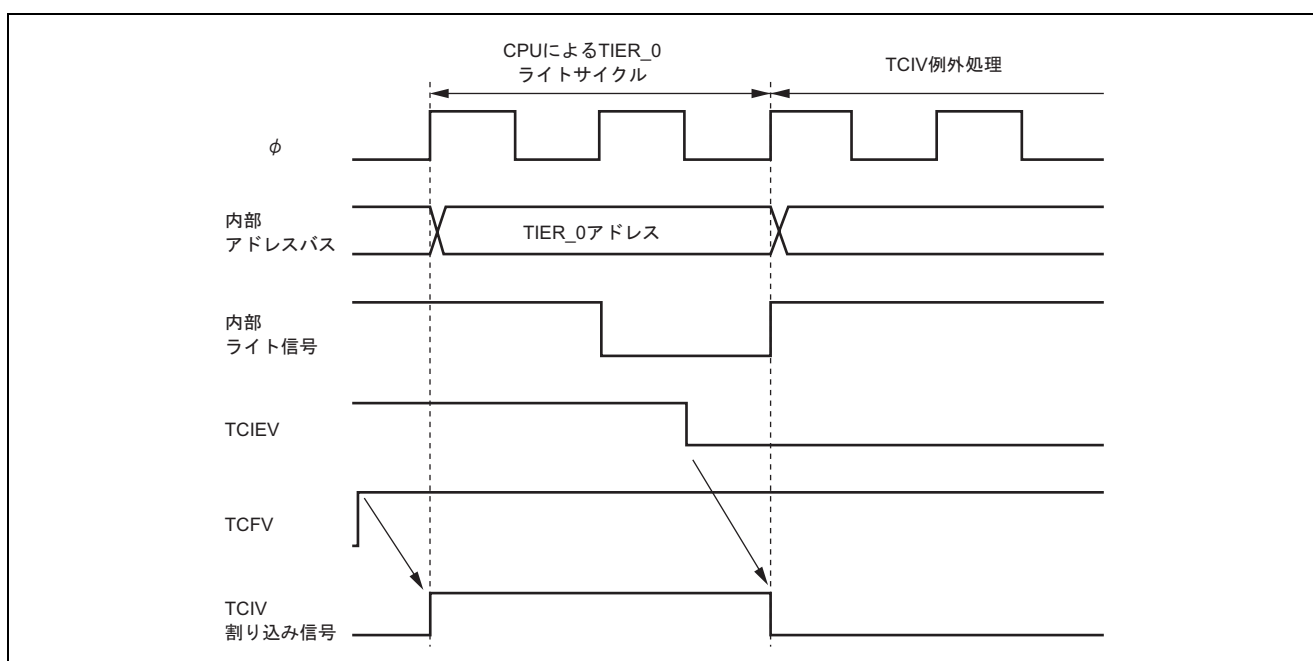 CPUによるTIER_0
ライトサイクル
TCIV例外処理
φ
内部
アドレスバス
TIER_0アドレス
内部
ライト信号
TCIEV
TCFV
TCIV
割り込み信号